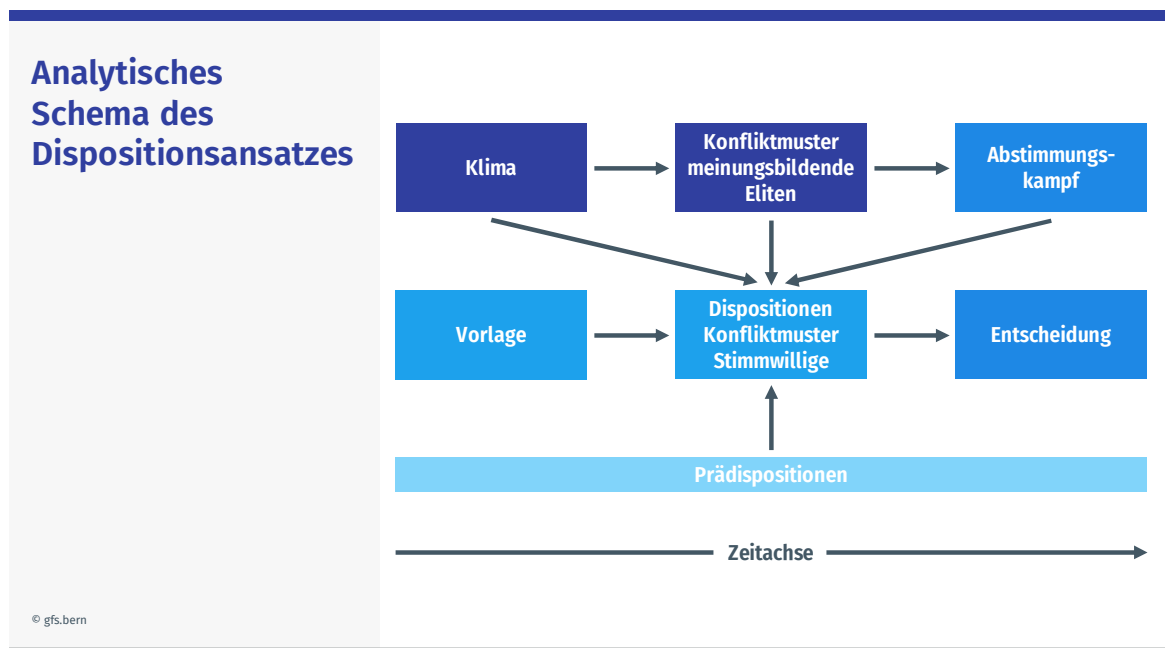 Analytisches
Schema des
Dispositionsansatzes
Klima
Konfliktmuster
meinungsbildende
Eliten
Abstimmungs-
kampf
Vorlage
Dispositionen
Konfliktmuster
Stimmwillige
Entscheidung
Prädispositionen
Zeitachse
© gfs.bern